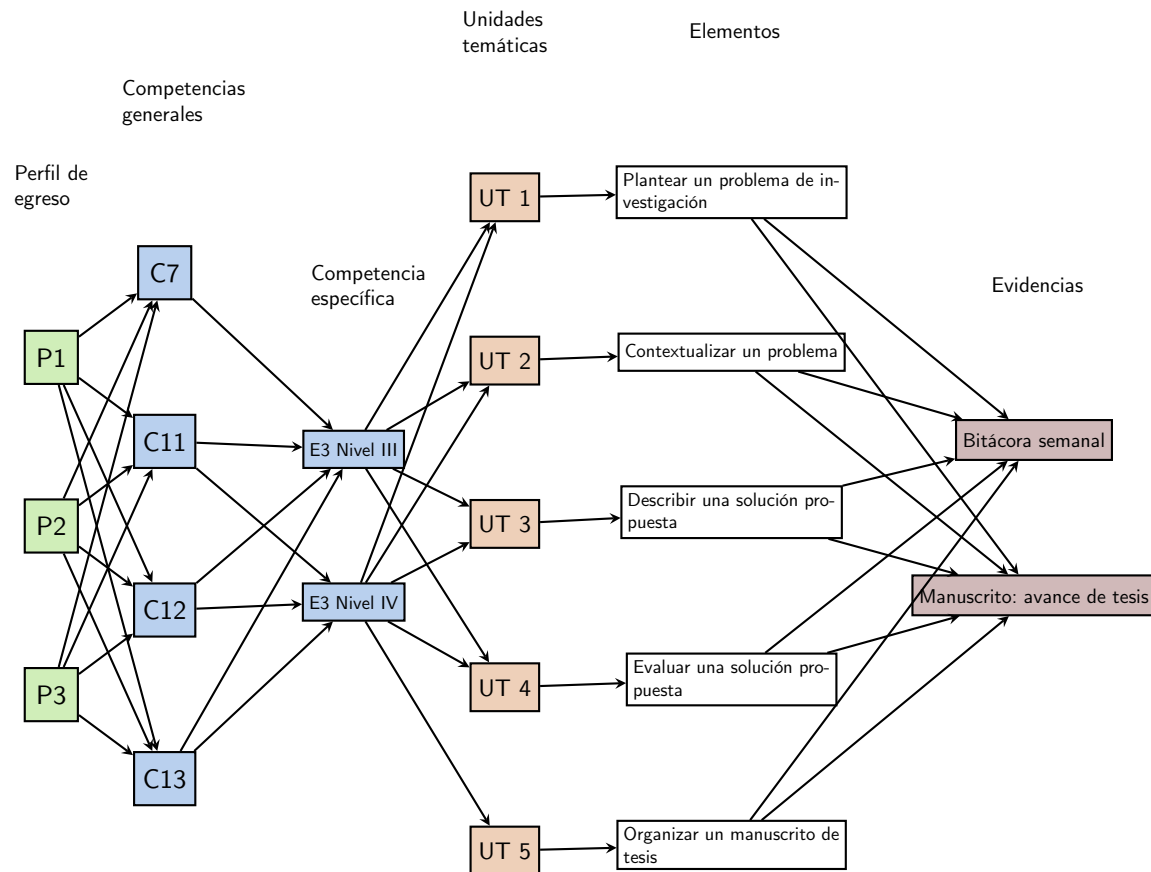 Unidades
temáticas
Elementos
Competencias
generales
Perfil de
egreso
UT 1
Plantear un problema de in-
vestigación
C7
Competencia
específica
Evidencias
P1
UT 2
Contextualizar un problema
C11
E3 Nivel III
Bitácora semanal
P2
UT 3
Describir una solución pro-
puesta
C12
E3 Nivel IV
Manuscrito: avance de tesis
P3
UT 4
Evaluar una solución pro-
puesta
C13
UT 5
Organizar un manuscrito de
tesis